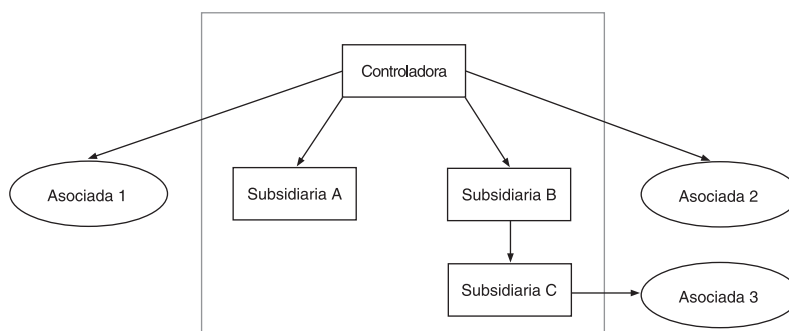 Controladora
Asociada 1
Subsidiaria A
Subsidiaria B
Asociada 2
Subsidiaria C
Asociada 3